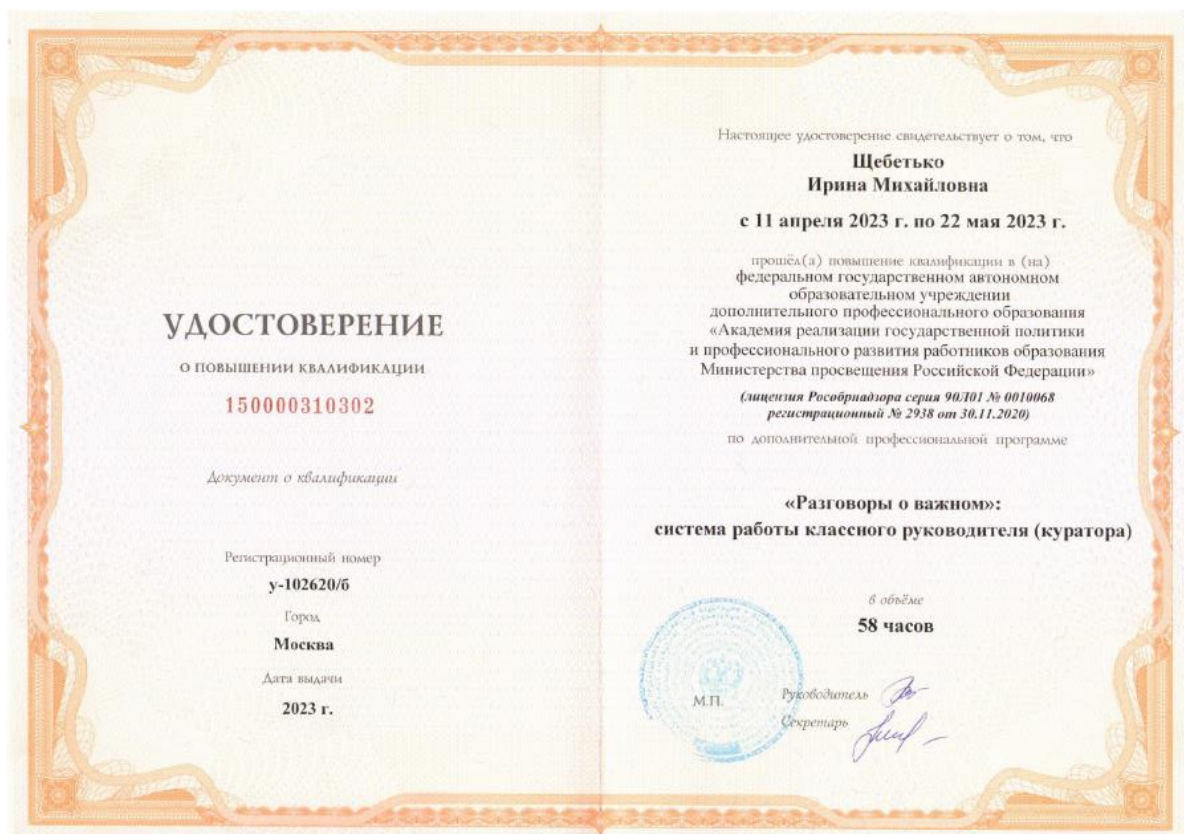 УДОСТОВЕРЕНИЕ
О ПОВЫШЕНИИ КВАЛИФИКАЦИИ
150000310302
Документ о квалификации
Регистрационный номер
у-102620/б
Город
Москва
Дата выдачи
2023 г.
Настоящее удостоверение свидетельствует о том, что
Щебетько
Ирина Михайловна
с 11 апреля 2023 г. по 22 мая 2023 г.
прошёл(а) повышение квалификации в (на)
федеральном государственном автономном
образовательном учреждении
дополнительного профессионального образования
«Академия реализации государственной политики
и профессионального развития работников образования
Министерства просвещения Российской Федерации»
(лицензия Рособрнадзора серия 90Л01 № 0010068
регистрационный № 2938 от 30.11.2020)
по дополнительной профессиональной программе
«Разговоры о важном»:
система работы классного руководителя (куратора)
в объёме
58 часов
М.П.
Руководитель
Секретарь